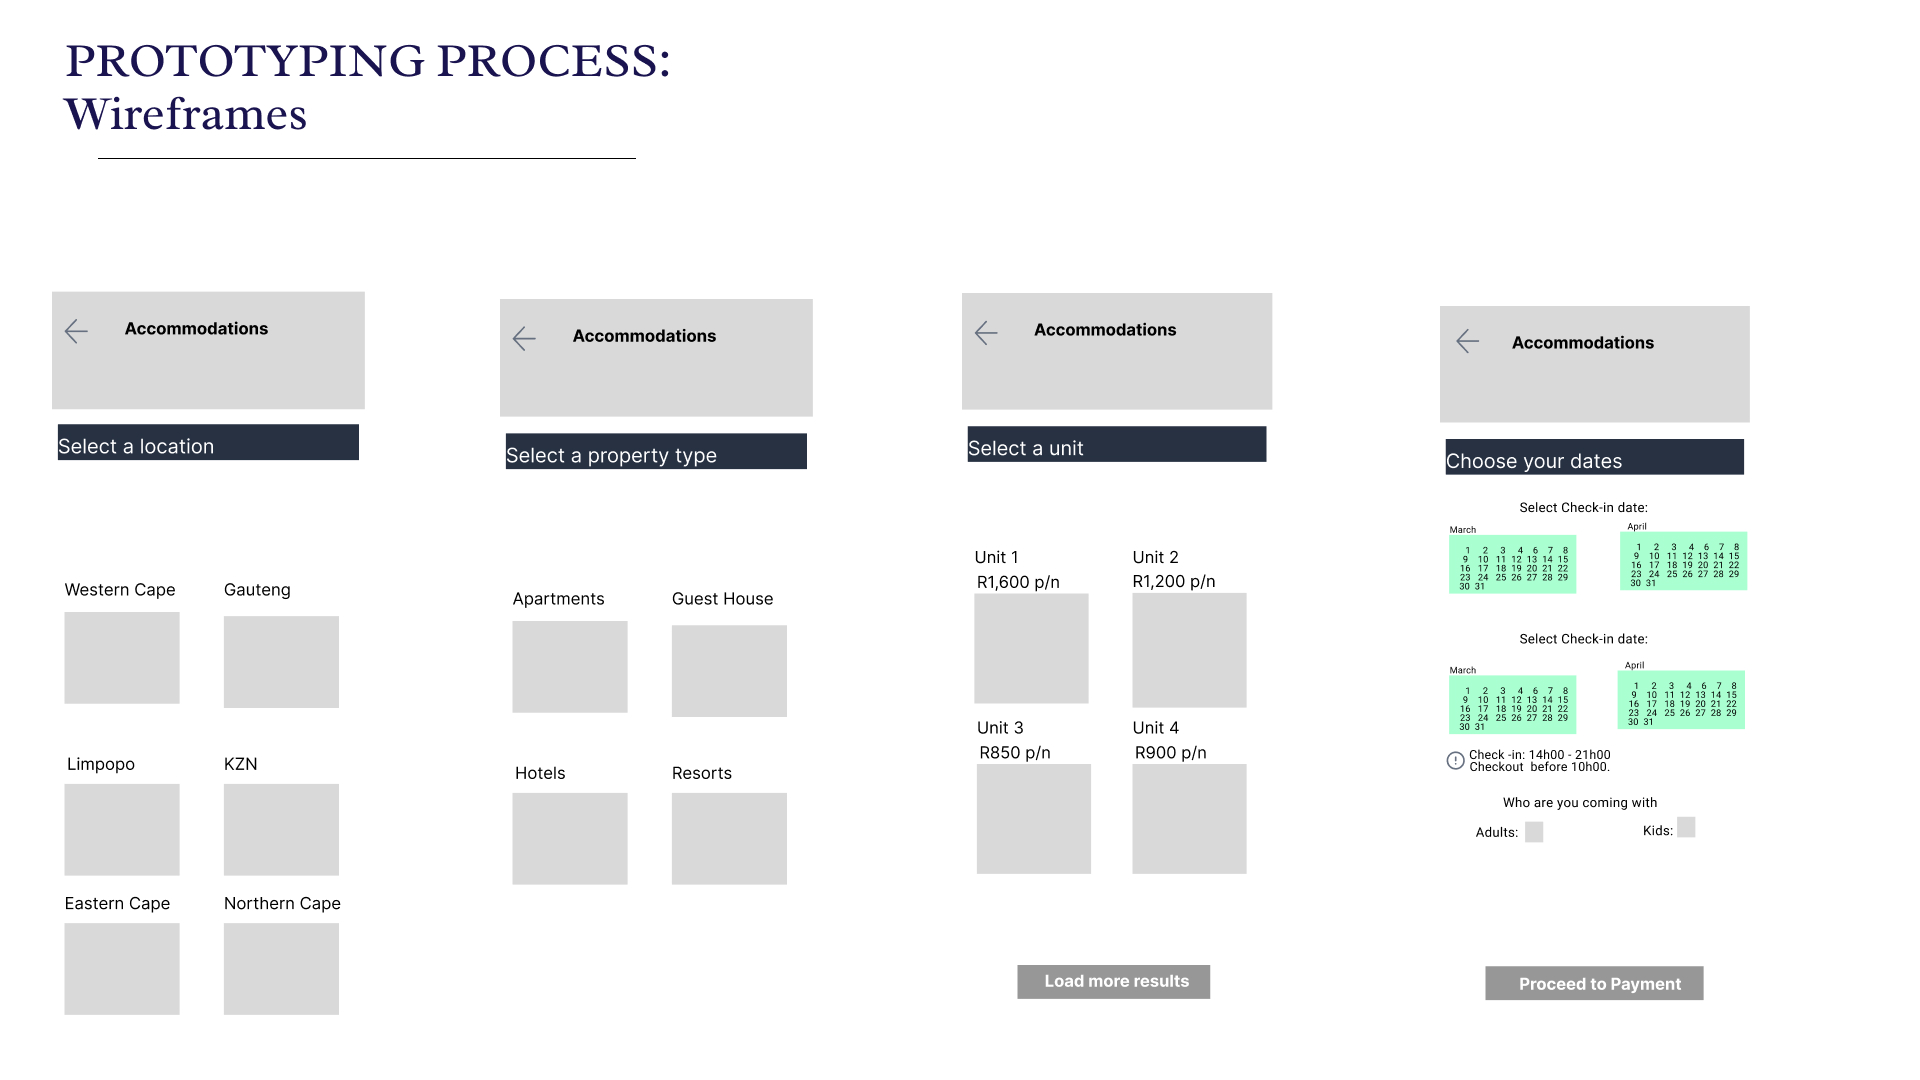 PROTOTYPING PROCESS:
Wireframes
Accommodations
Select a location
Western Cape
Gauteng
Limpopo
KZN
Eastern Cape
Northern Cape
Accommodations
Select a property type
Apartments
Guest House
Hotels
Resorts
Accommodations
Select a unit
Unit 1
R1,600 p/n
Unit 2
R1,200 p/n
Unit 3
R850 p/n
Unit 4
R900 p/n
Load more results
Accommodations
Choose your dates
Select Check-in date:
March
1 2 3 4 6 7 8
9 10 11 12 13 14 15
16 17 18 19 20 21 22
23 24 25 26 27 28 29
30 31
April
1 2 3 4 6 7 8
9 10 11 12 13 14 15
16 17 18 19 20 21 22
23 24 25 26 27 28 29
30 31
Select Check-in date:
March
1 2 3 4 6 7 8
9 10 11 12 13 14 15
16 17 18 19 20 21 22
23 24 25 26 27 28 29
30 31
April
1 2 3 4 6 7 8
9 10 11 12 13 14 15
16 17 18 19 20 21 22
23 24 25 26 27 28 29
30 31
Check -in: 14h00 - 21h00
Checkout before 10h00.
Who are you coming with
Adults:
Kids:
Proceed to Payment